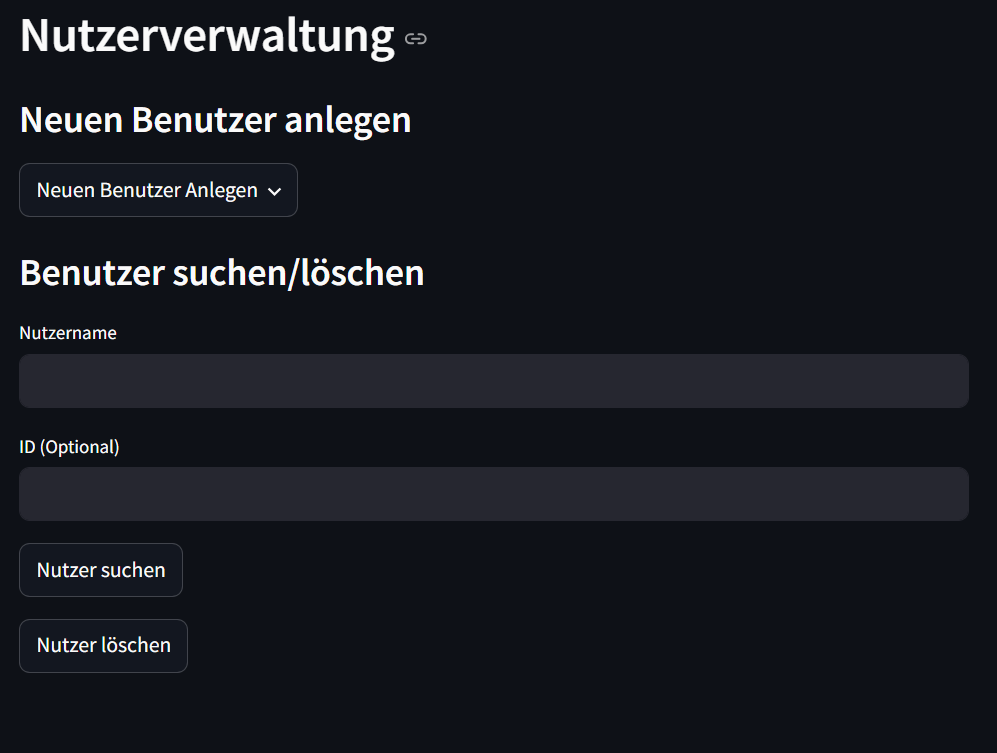 Nutzerverwaltung
Neuen Benutzer anlegen
Neuen Benutzer Anlegen
Benutzer suchen/löschen
Nutzername
ID (Optional)
Nutzer suchen
Nutzer löschen